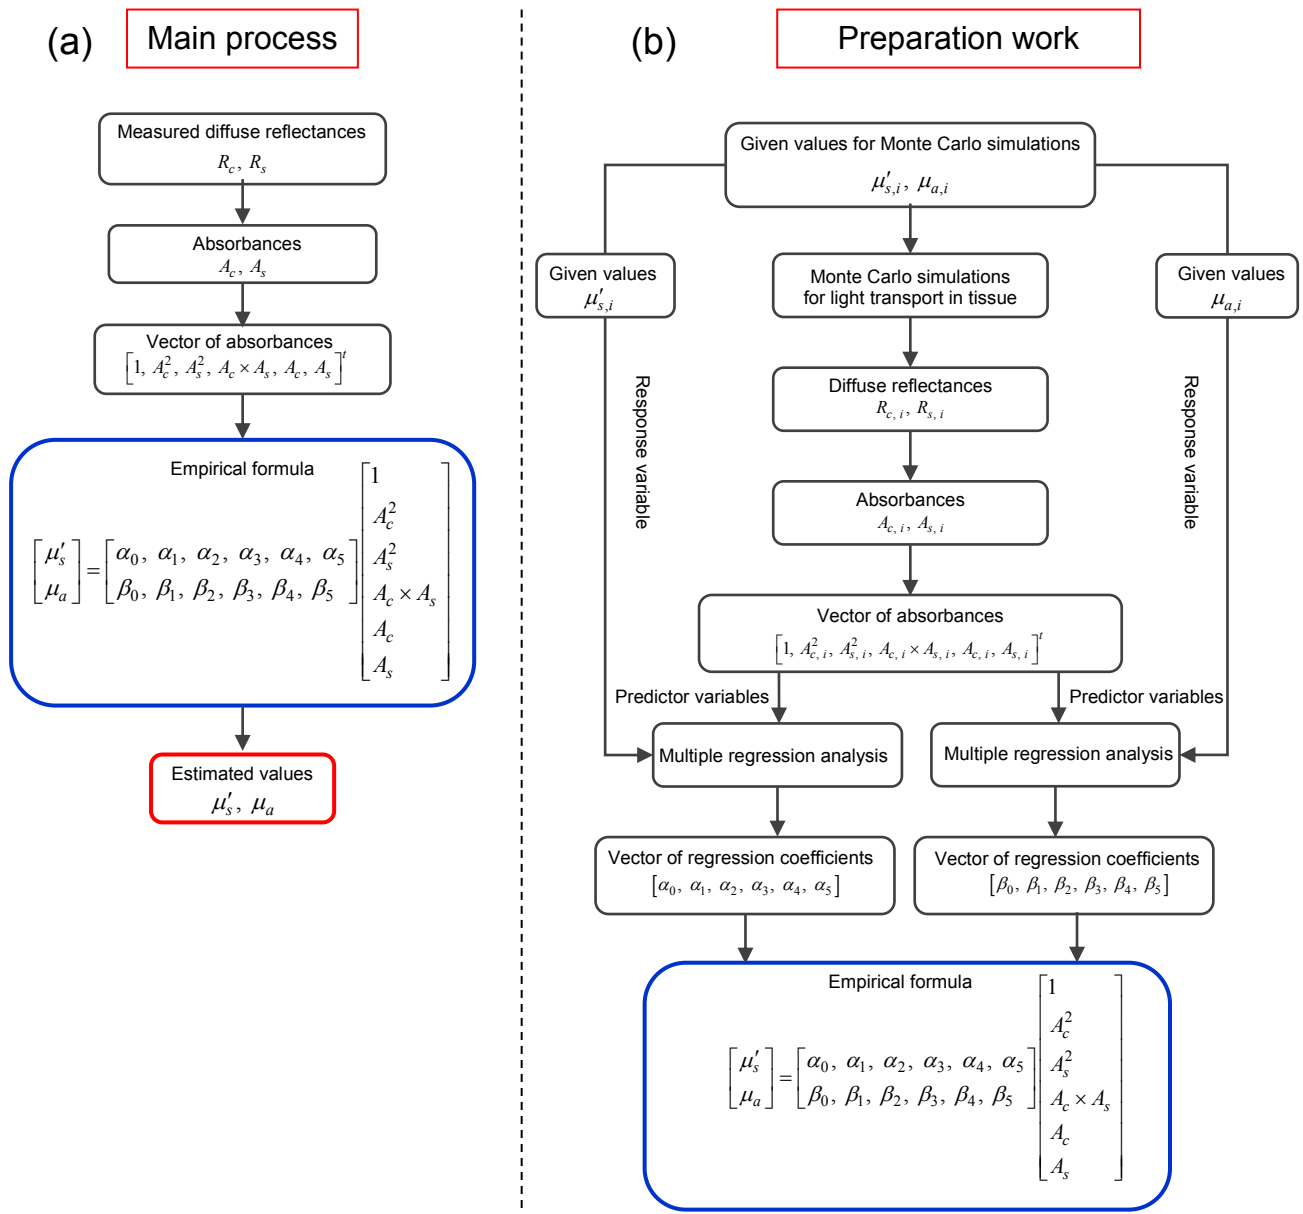 (a) Main process
Measured diffuse reflectances
R_c, R_s
Absorbances
A_c, A_s
Vector of absorbances
[1, A_c^2, A_s^2, A_c × A_s, A_c, A_s]^t
Empirical formula
[μ′_s
μ_a] = [α_0, α_1, α_2, α_3, α_4, α_5
β_0, β_1, β_2, β_3, β_4, β_5]
[1
A_c^2
A_s^2
A_c × A_s
A_c
A_s]
Estimated values
μ′_s, μ_a
(b) Preparation work
Given values for Monte Carlo simulations
μ′_{s,i}, μ_{a,i}
Given values
μ′_{s,i}
Monte Carlo simulations
for light transport in tissue
Given values
μ_{a,i}
Response variable
Diffuse reflectances
R_{c,i}, R_{s,i}
Response variable
Absorbances
A_{c,i}, A_{s,i}
Vector of absorbances
[1, A_{c,i}^2, A_{s,i}^2, A_{c,i} × A_{s,i}, A_{c,i}, A_{s,i}]^t
Predictor variables
Predictor variables
Multiple regression analysis
Multiple regression analysis
Vector of regression coefficients
[α_0, α_1, α_2, α_3, α_4, α_5]
Vector of regression coefficients
[β_0, β_1, β_2, β_3, β_4, β_5]
Empirical formula
[μ′_s
μ_a] = [α_0, α_1, α_2, α_3, α_4, α_5
β_0, β_1, β_2, β_3, β_4, β_5]
[1
A_c^2
A_s^2
A_c × A_s
A_c
A_s]